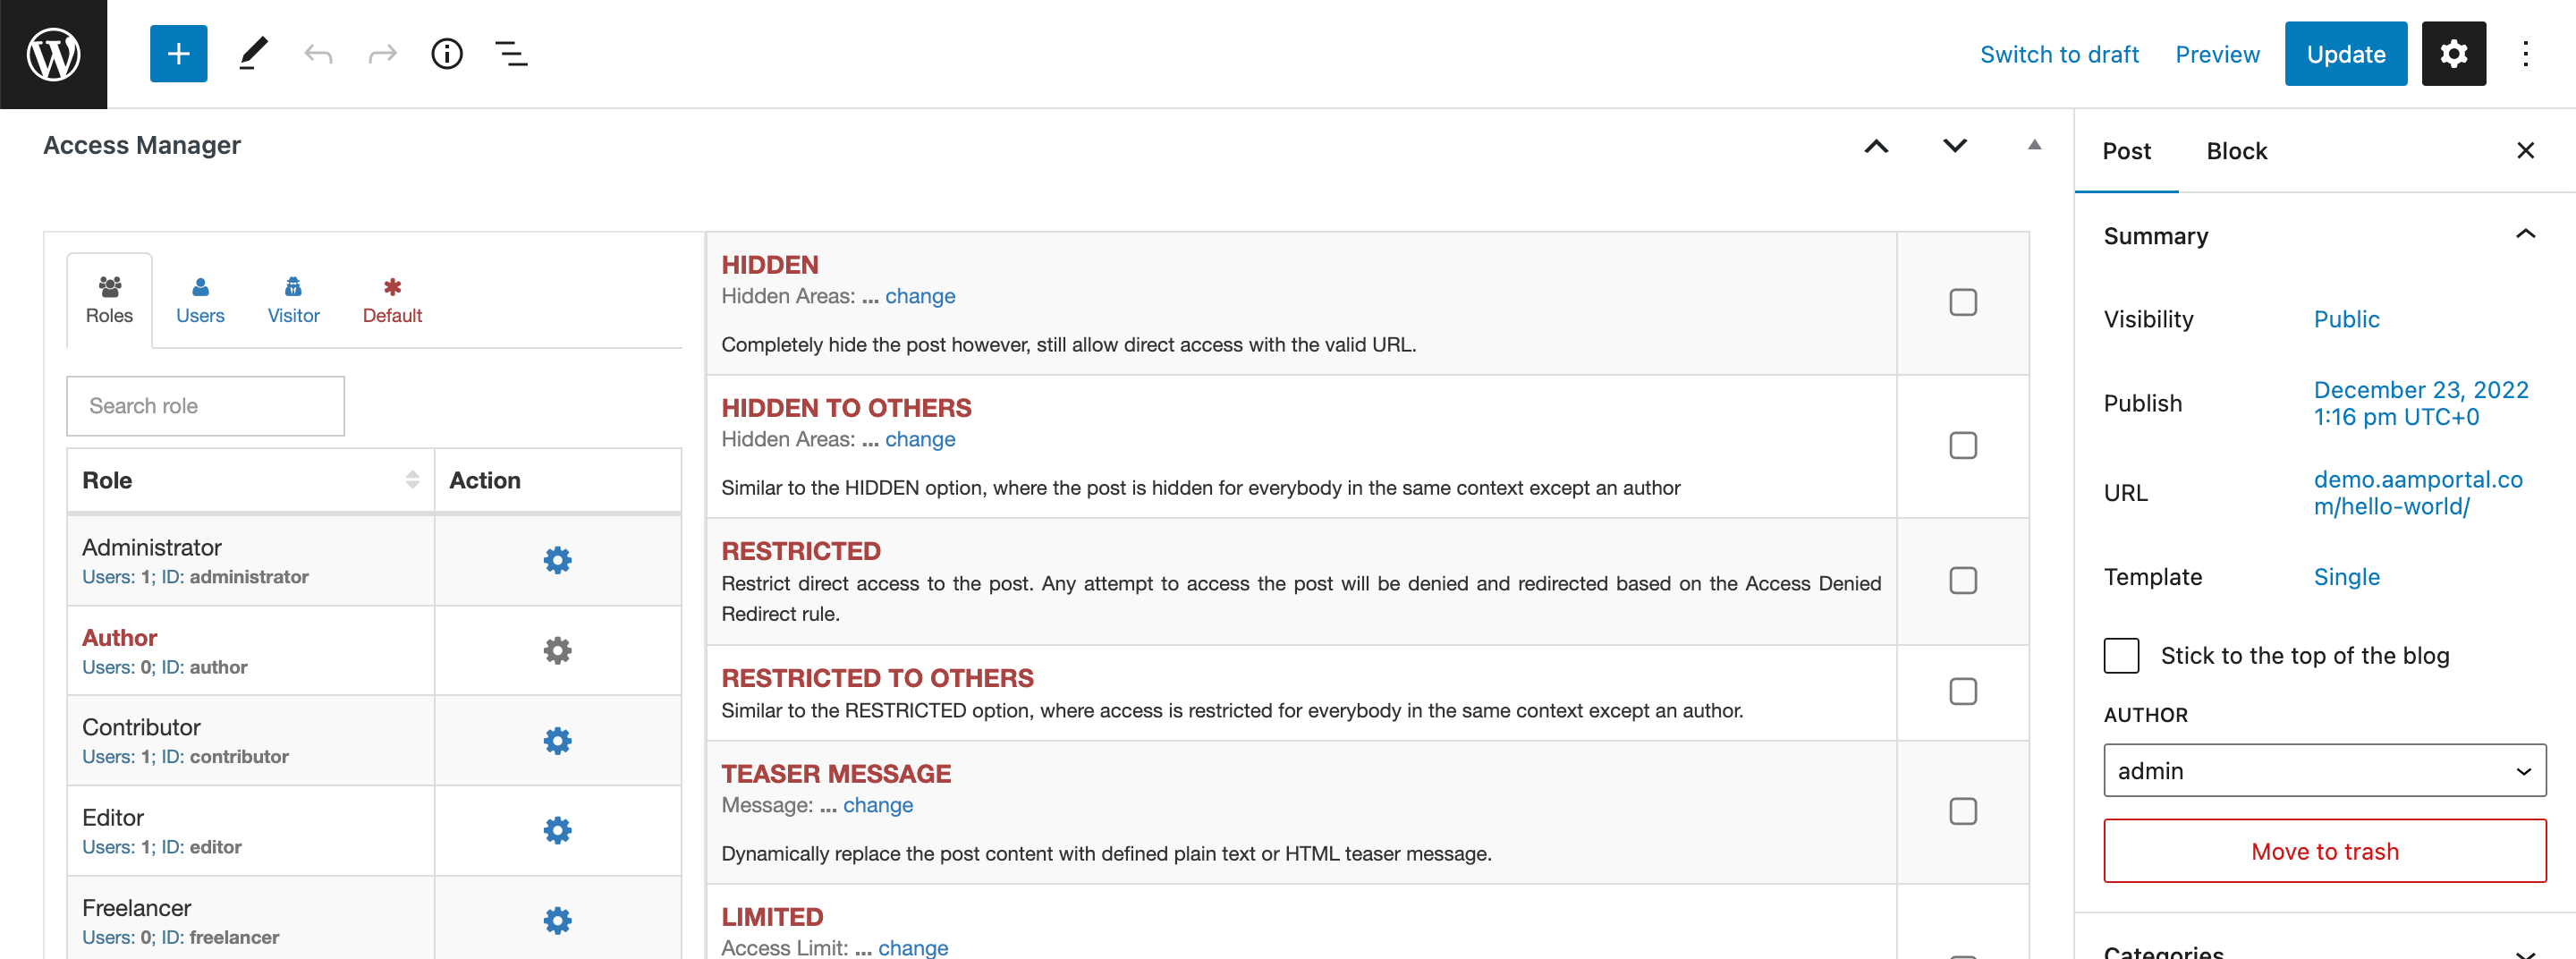 Switch to draft Preview Update
Access Manager
Roles Users Visitor Default
Search role
Role Action
Administrator
Users: 1; ID: administrator
Author
Users: 0; ID: author
Contributor
Users: 1; ID: contributor
Editor
Users: 1; ID: editor
Freelancer
Users: 0; ID: freelancer
HIDDEN
Hidden Areas: ... change
Completely hide the post however, still allow direct access with the valid URL.
HIDDEN TO OTHERS
Hidden Areas: ... change
Similar to the HIDDEN option, where the post is hidden for everybody in the same context except an author
RESTRICTED
Restrict direct access to the post. Any attempt to access the post will be denied and redirected based on the Access Denied
Redirect rule.
RESTRICTED TO OTHERS
Similar to the RESTRICTED option, where access is restricted for everybody in the same context except an author.
TEASER MESSAGE
Message: ... change
Dynamically replace the post content with defined plain text or HTML teaser message.
LIMITED
Access Limit: ... change
Post Block
Summary
Visibility Public
Publish December 23, 2022
1:16 pm UTC+0
URL demo.aamportal.co
m/hello-world/
Template Single
Stick to the top of the blog
AUTHOR
admin
Move to trash
Categories